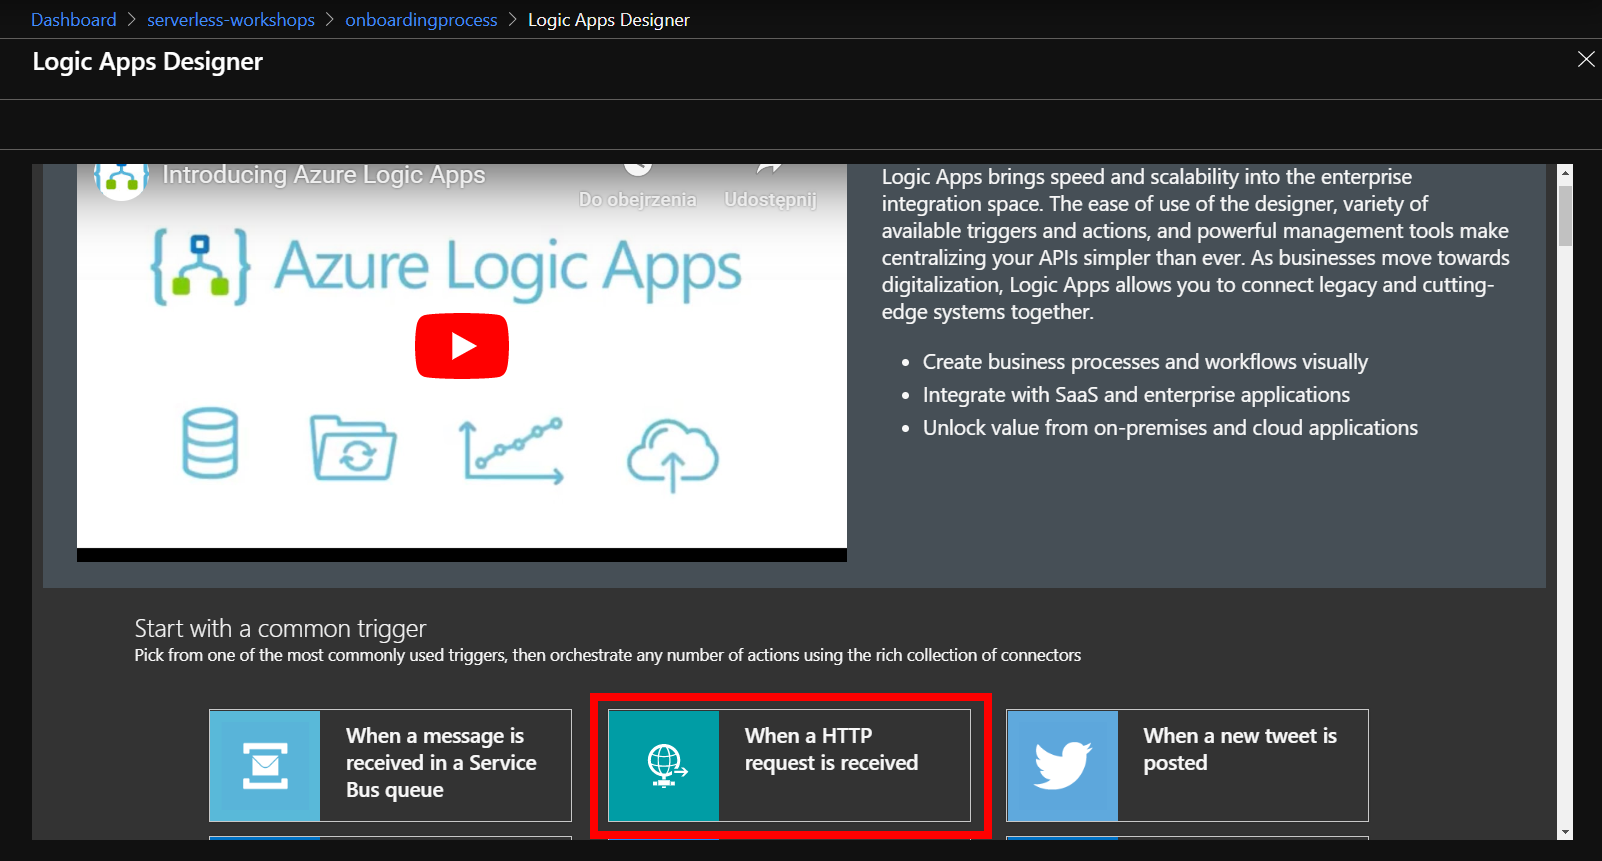 Dashboard > serverless-workshops > onboardingprocess > Logic Apps Designer
Logic Apps Designer
Introducing Azure Logic Apps
Do obejrzenia
Udostępnij
Azure Logic Apps
Logic Apps brings speed and scalability into the enterprise
integration space. The ease of use of the designer, variety of
available triggers and actions, and powerful management tools make
centralizing your APIs simpler than ever. As businesses move towards
digitalization, Logic Apps allows you to connect legacy and cutting-
edge systems together.
• Create business processes and workflows visually
• Integrate with SaaS and enterprise applications
• Unlock value from on-premises and cloud applications
Start with a common trigger
Pick from one of the most commonly used triggers, then orchestrate any number of actions using the rich collection of connectors
When a message is
received in a Service
Bus queue
When a HTTP
request is received
When a new tweet is
posted